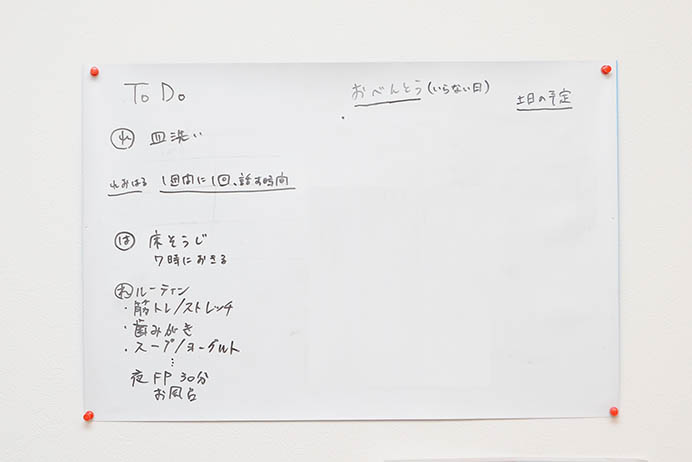 To Do
おべんとう(いらない日)
土日の予定
れ 皿洗い
れみはる 1週間に1回、話す時間
は 床そうじ
7時におきる
れ ルーティン
・筋トレ/ストレッチ
・歯みがき
・スープ/ヨーグルト
⋮
夜 FP 30分
お風呂